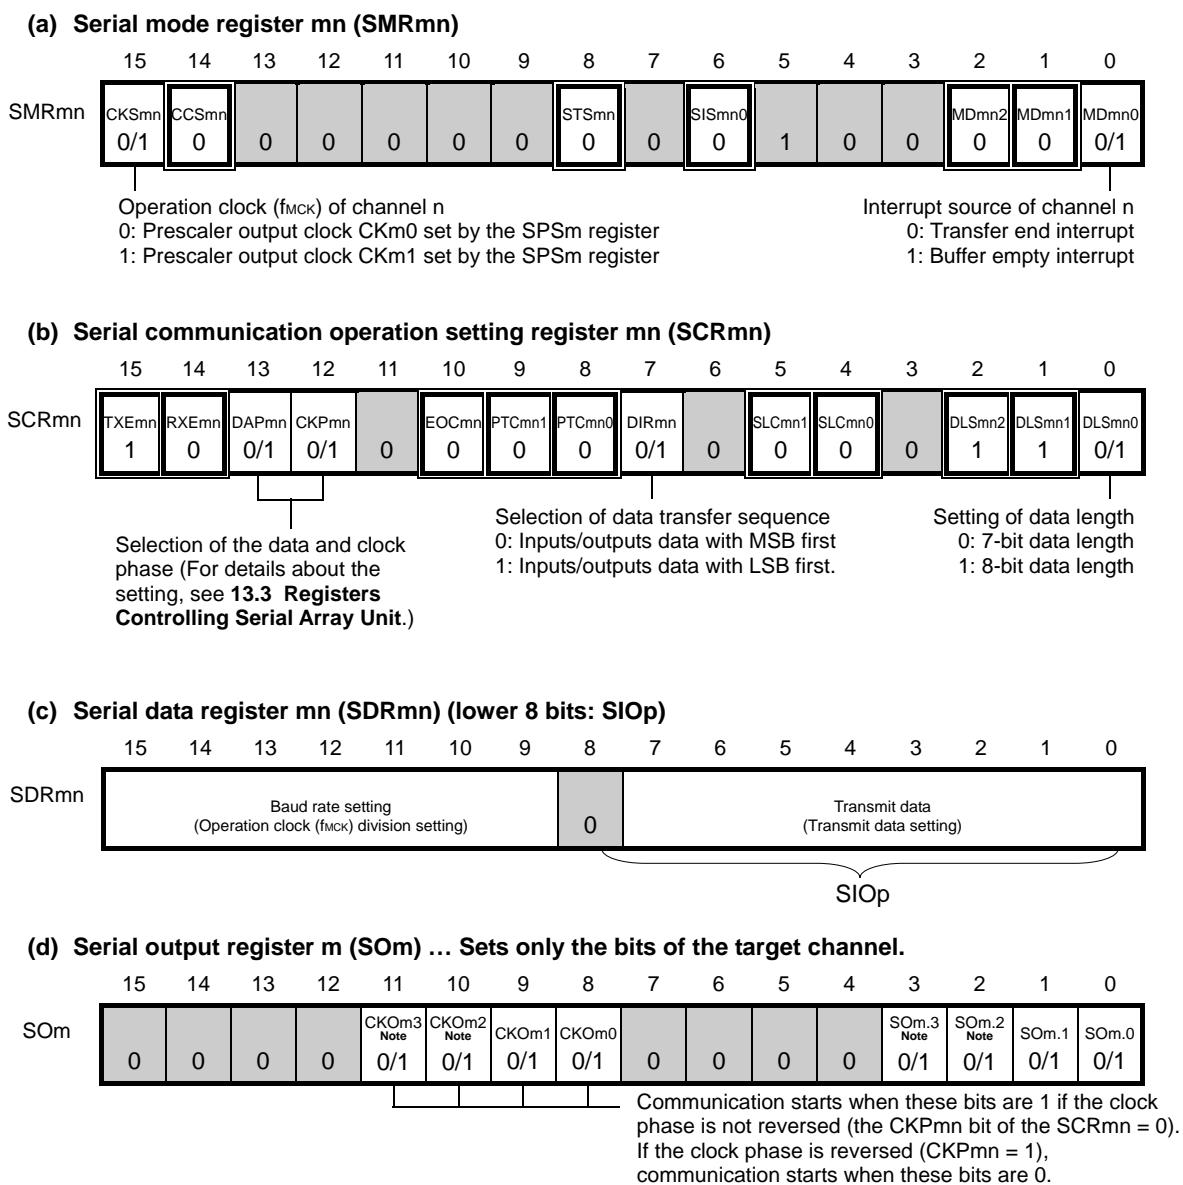 (a) Serial mode register mn (SMRmn)
15 14 13 12 11 10 9 8 7 6 5 4 3 2 1 0
SMRmn CKSmn CCSmn STSmn SISmn0 MDmn2 MDmn1 MDmn0
0/1 0 0 0 0 0 0 0 0 0 1 0 0 0 0 0/1
Operation clock (fMCK) of channel n
0: Prescaler output clock CKm0 set by the SPSm register
1: Prescaler output clock CKm1 set by the SPSm register
Interrupt source of channel n
0: Transfer end interrupt
1: Buffer empty interrupt
(b) Serial communication operation setting register mn (SCRmn)
15 14 13 12 11 10 9 8 7 6 5 4 3 2 1 0
SCRmn TXEmn RXEmn DAPmn CKPmn EOCmn PTCmn1 PTCmn0 DIRmn SLCmn1 SLCmn0 DLSmn2 DLSmn1 DLSmn0
1 0 0/1 0/1 0 0 0 0 0/1 0 0 0 0 1 1 0/1
Selection of the data and clock
phase (For details about the
setting, see 13.3 Registers
Controlling Serial Array Unit.)
Selection of data transfer sequence
0: Inputs/outputs data with MSB first
1: Inputs/outputs data with LSB first.
Setting of data length
0: 7-bit data length
1: 8-bit data length
(c) Serial data register mn (SDRmn) (lower 8 bits: SIOp)
15 14 13 12 11 10 9 8 7 6 5 4 3 2 1 0
SDRmn
Baud rate setting
(Operation clock (fMCK) division setting)
0
Transmit data
(Transmit data setting)
SIOp
(d) Serial output register m (SOm) … Sets only the bits of the target channel.
15 14 13 12 11 10 9 8 7 6 5 4 3 2 1 0
SOm CKOm3 Note CKOm2 Note CKOm1 CKOm0 SOm.3 Note SOm.2 Note SOm.1 SOm.0
0 0 0 0 0/1 0/1 0/1 0/1 0 0 0 0 0/1 0/1 0/1 0/1
Communication starts when these bits are 1 if the clock
phase is not reversed (the CKPmn bit of the SCRmn = 0).
If the clock phase is reversed (CKPmn = 1),
communication starts when these bits are 0.